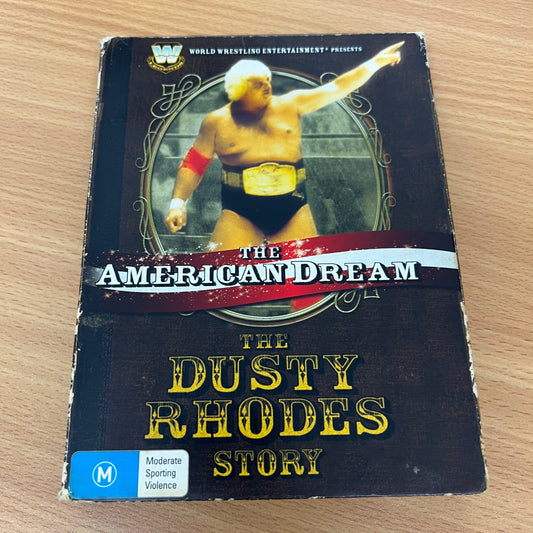 W
WORLD WRESTLING ENTERTAINMENT® PRESENTS
THE
AMERICAN DREAM
THE
DUSTY
RHODES
STORY
M
Moderate
Sporting
Violence